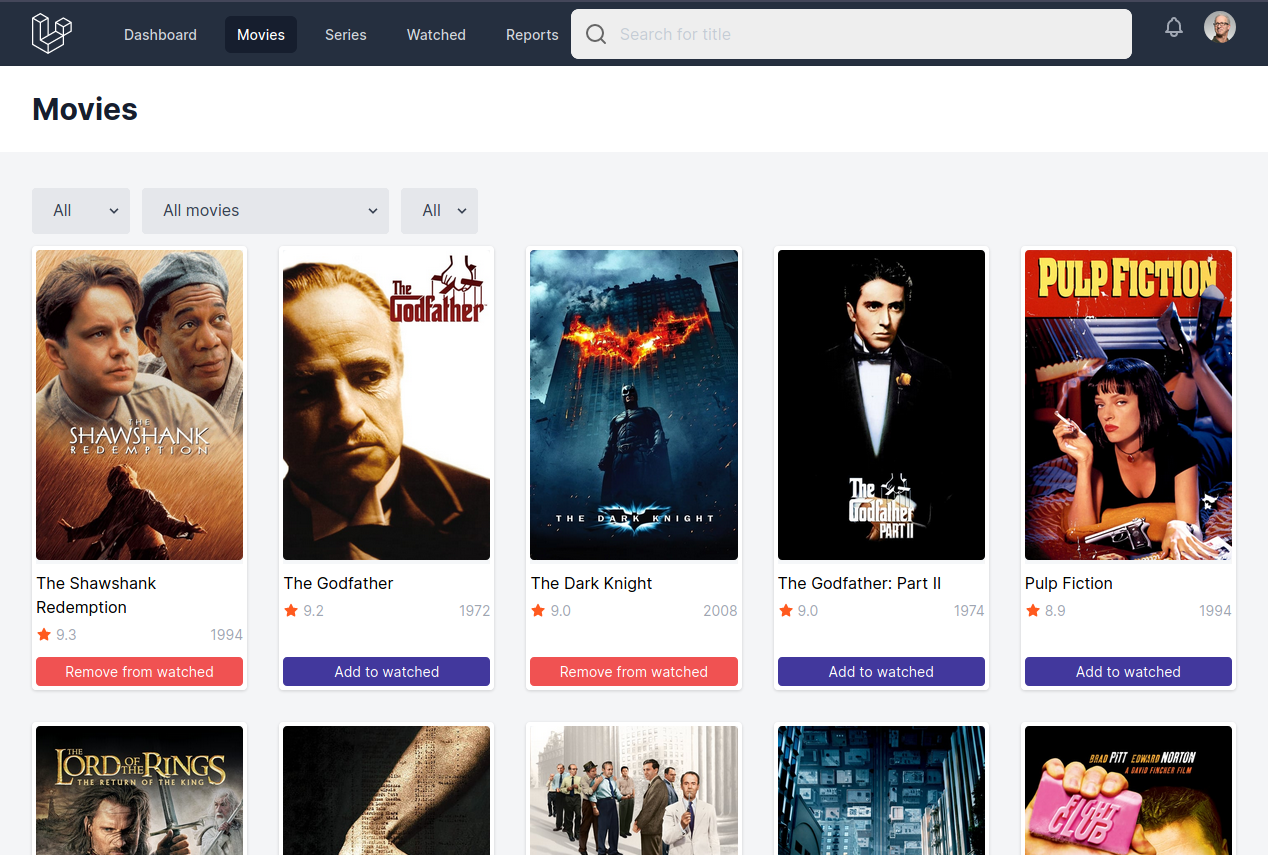 Dashboard
Movies
Series
Watched
Reports
Search for title
Movies
All
All movies
All
THE
SHAWSHANK
REDEMPTION
The
Godfather
THE DARK KNIGHT
The
Godfather
PART II
PULP FICTION
The Shawshank
Redemption
9.3
1994
Remove from watched
The Godfather
9.2
1972
Add to watched
The Dark Knight
9.0
2008
Remove from watched
The Godfather: Part II
9.0
1974
Add to watched
Pulp Fiction
8.9
1994
Add to watched
THE
LORD OF THE RINGS
THE RETURN OF THE KING
BRAD PITT EDWARD NORTON
A DAVID FINCHER FILM
FIGHT
CLUB